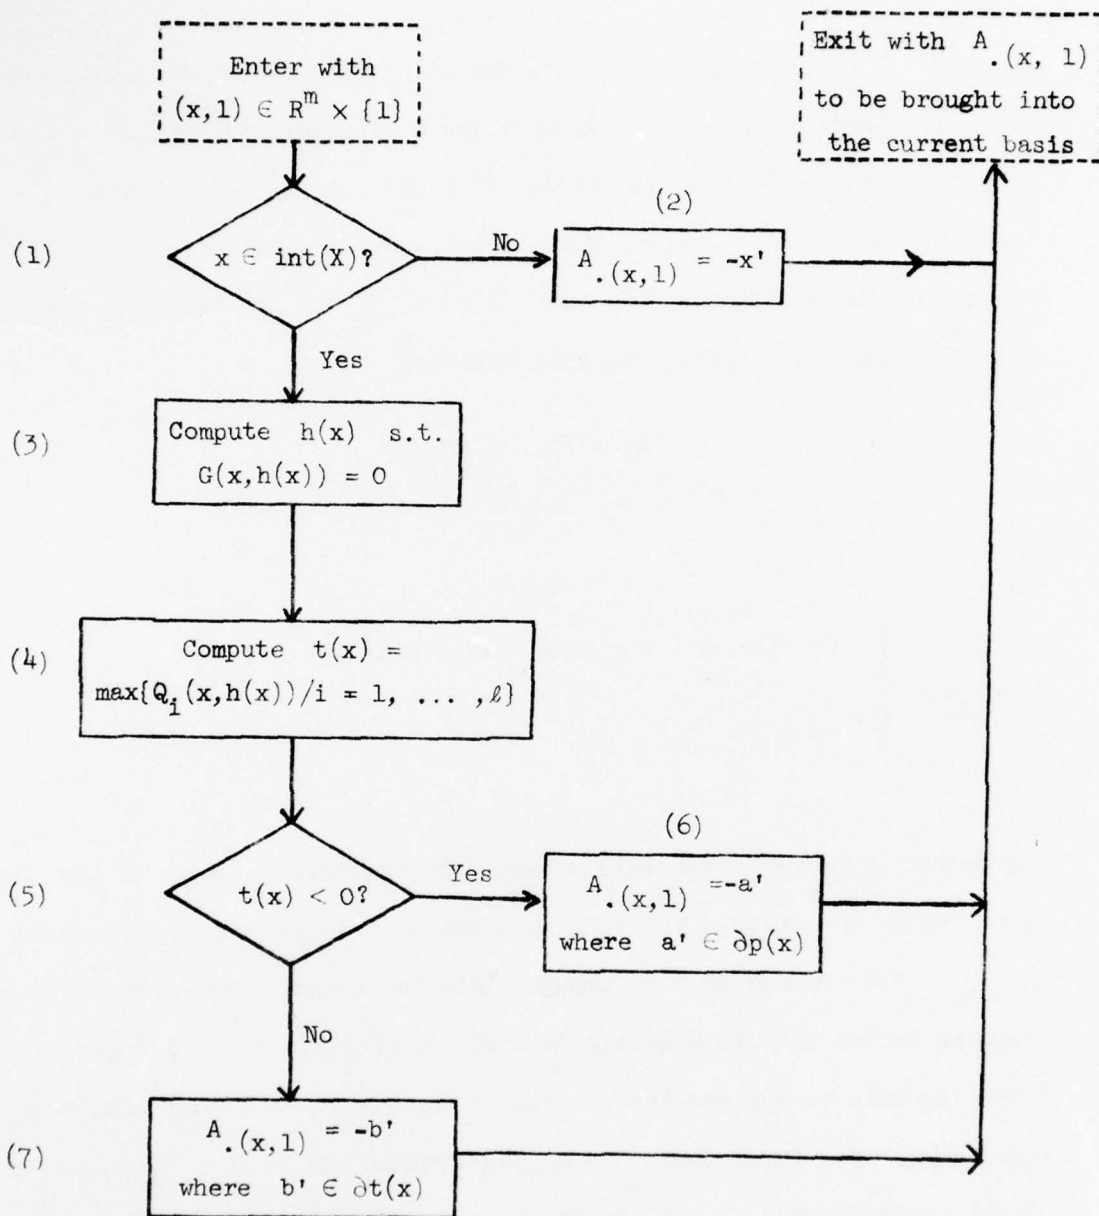 Enter with
(x,1) ∈ R^m × {1}
Exit with A.(x, 1)
to be brought into
the current basis
(1)
x ∈ int(X)?
No
(2)
A.(x,1) = -x'
Yes
(3)
Compute h(x) s.t.
G(x,h(x)) = 0
(4)
Compute t(x) =
max{Q_i(x,h(x))/i = 1, ... ,ℓ}
(5)
t(x) < 0?
Yes
(6)
A.(x,1) =-a'
where a' ∈ ∂p(x)
No
(7)
A.(x,1) = -b'
where b' ∈ ∂t(x)